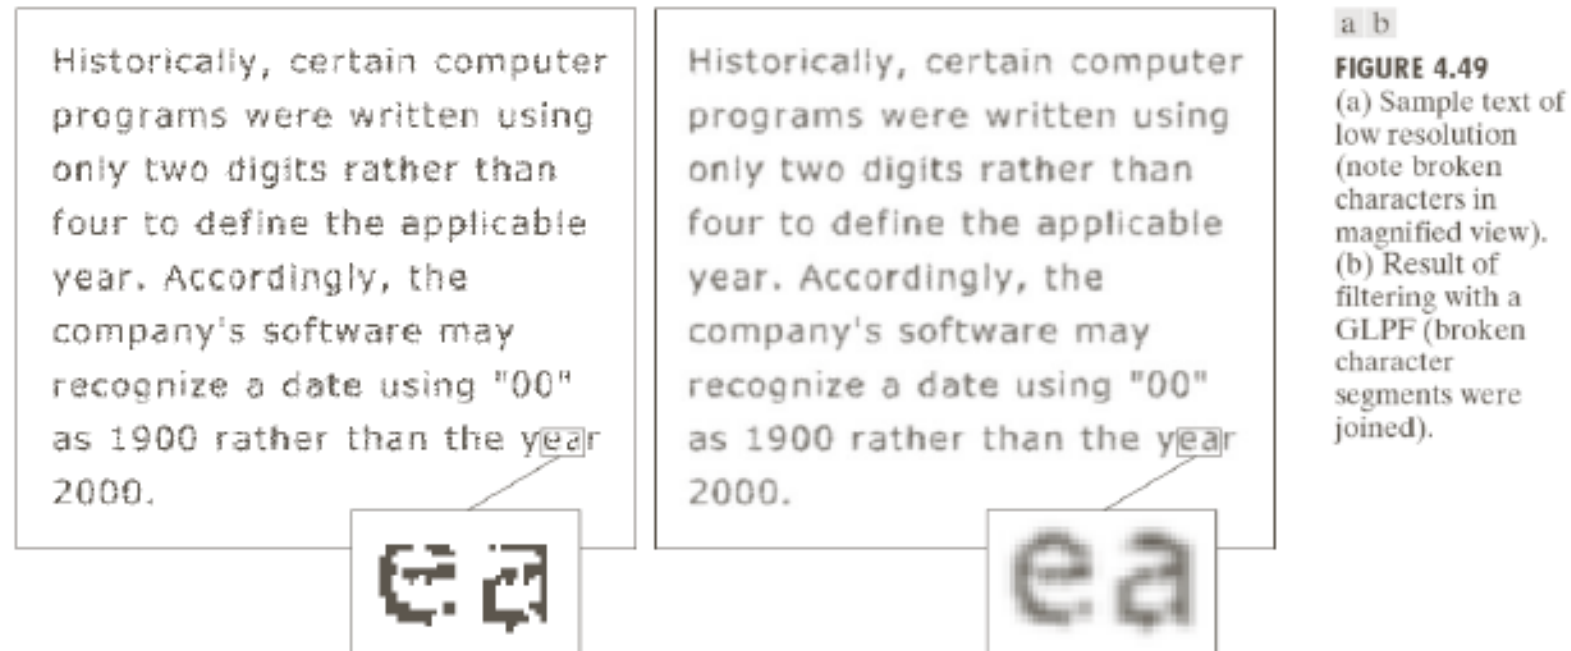 Historically, certain computer
programs were written using
only two digits rather than
four to define the applicable
year. Accordingly, the
company's software may
recognize a date using "00"
as 1900 rather than the year
2000.
ea
Historically, certain computer
programs were written using
only two digits rather than
four to define the applicable
year. Accordingly, the
company's software may
recognize a date using "00"
as 1900 rather than the year
2000.
ea
a b
FIGURE 4.49
(a) Sample text of
low resolution
(note broken
characters in
magnified view).
(b) Result of
filtering with a
GLPF (broken
character
segments were
joined).